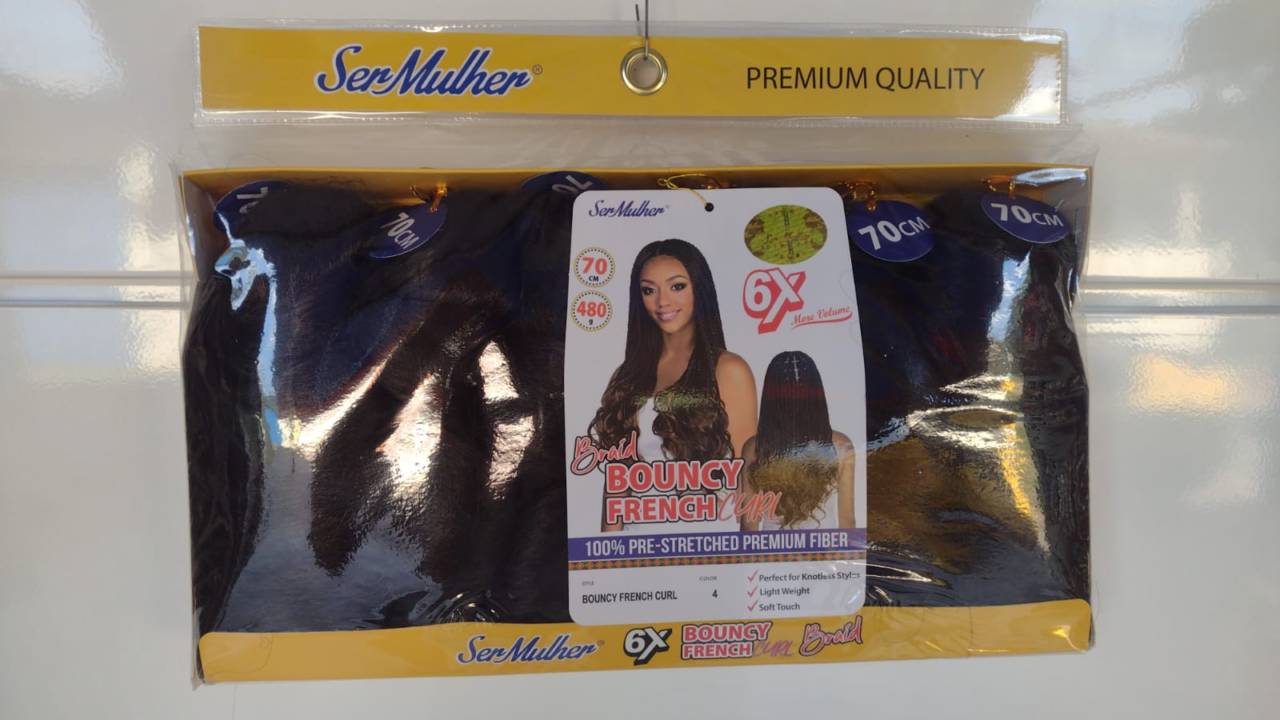 SerMulher®
PREMIUM QUALITY
70CM
70CM
70CM
SerMulher®
70
CM
480
g
6X
More Volume
Braid
BOUNCY
FRENCH CURL
100% PRE-STRETCHED PREMIUM FIBER
STYLE
BOUNCY FRENCH CURL
COLOR
4
Perfect for Knotless Styles
Light Weight
Soft Touch
SerMulher® 6X BOUNCY FRENCH CURL Braid